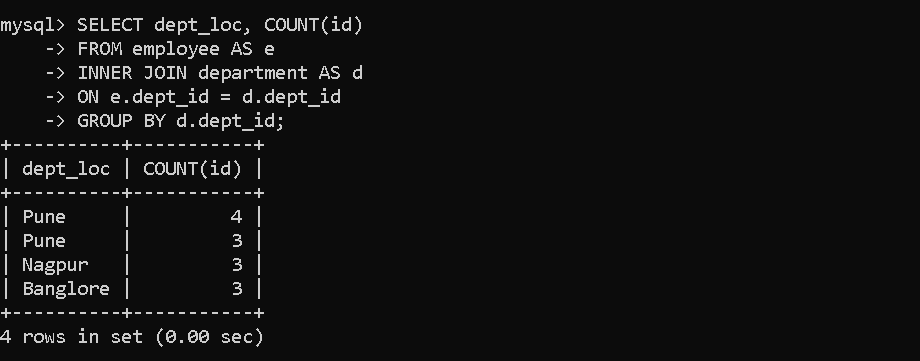 mysql> SELECT dept_loc, COUNT(id)
    -> FROM employee AS e
    -> INNER JOIN department AS d
    -> ON e.dept_id = d.dept_id
    -> GROUP BY d.dept_id;
+----------+-----------+
| dept_loc | COUNT(id) |
+----------+-----------+
| Pune     |         4 |
| Pune     |         3 |
| Nagpur   |         3 |
| Banglore |         3 |
+----------+-----------+
4 rows in set (0.00 sec)